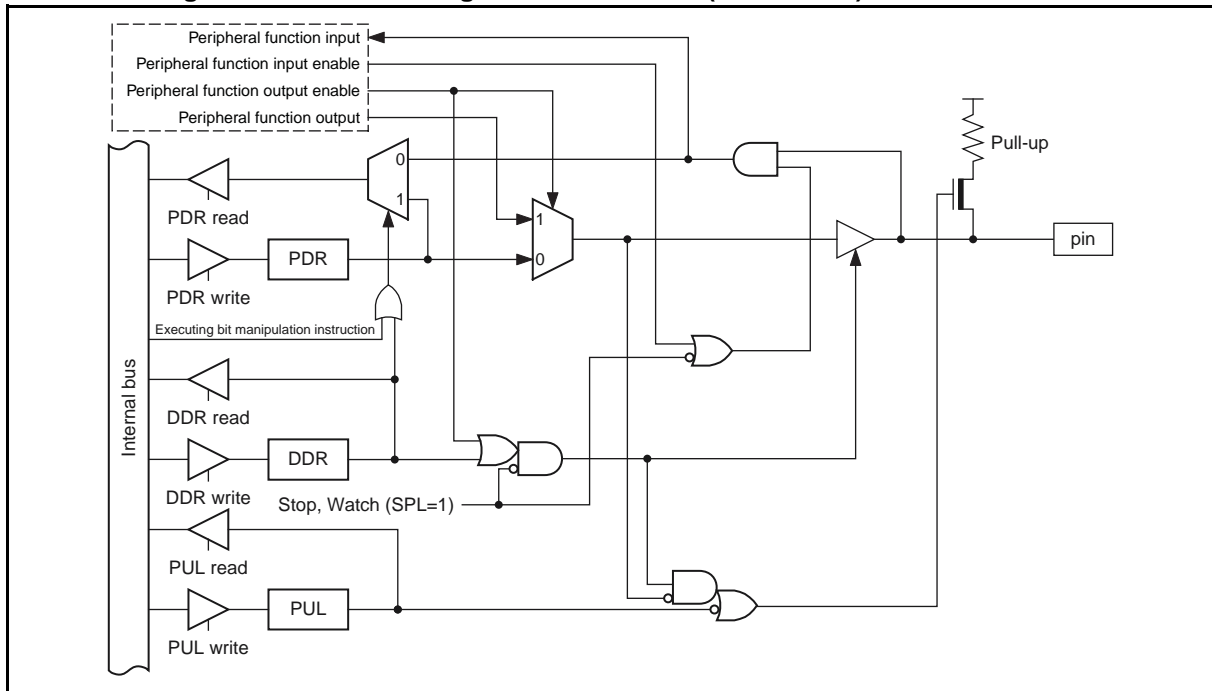 Peripheral function input
Peripheral function input enable
Peripheral function output enable
Peripheral function output
Pull-up
0
1
PDR read
1
0
pin
PDR
PDR write
Executing bit manipulation instruction
Internal bus
DDR read
DDR
DDR write
Stop, Watch (SPL=1)
PUL read
PUL
PUL write